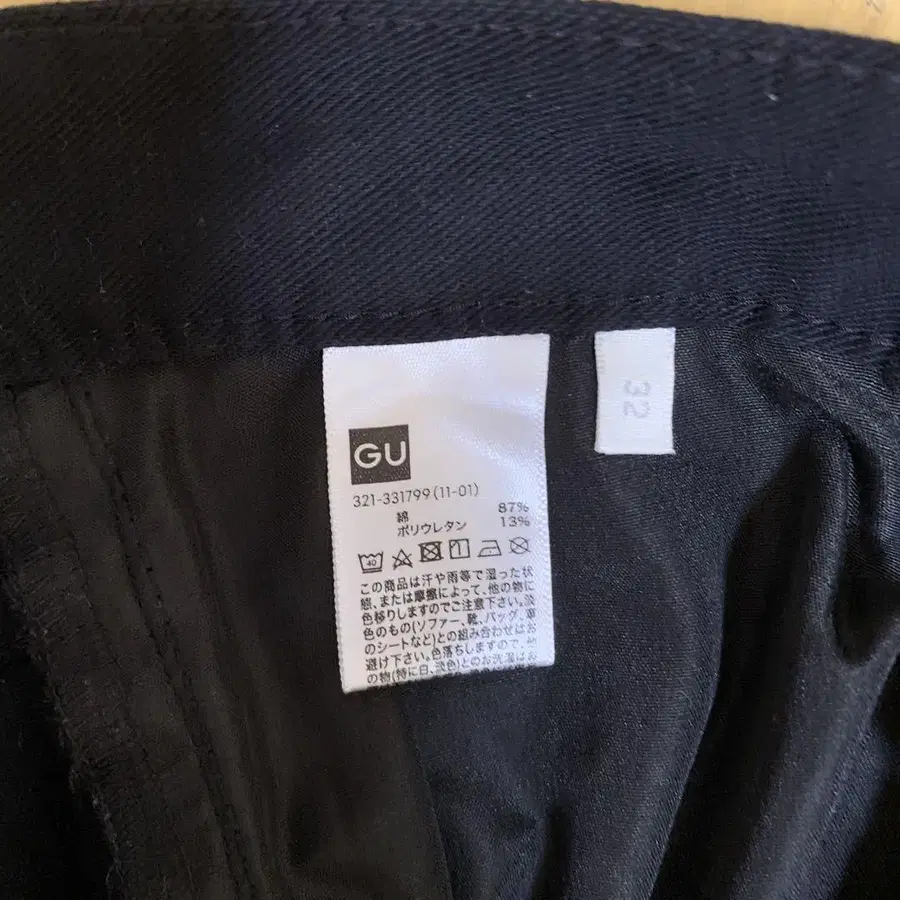 GU
321-331799(11-01)
綿 87%
ポリウレタン 13%
40
1
この商品は汗や雨等で湿った状
態、または摩擦によって、他の物に
色移りしますのでご注意下さい。淡
色のもの(ソファー、靴、バッグ、車
のシートなど)との組み合わせはお
避け下さい。色落ちしますので、他
の物(特に白、淡色)とのお洗濯はお
32